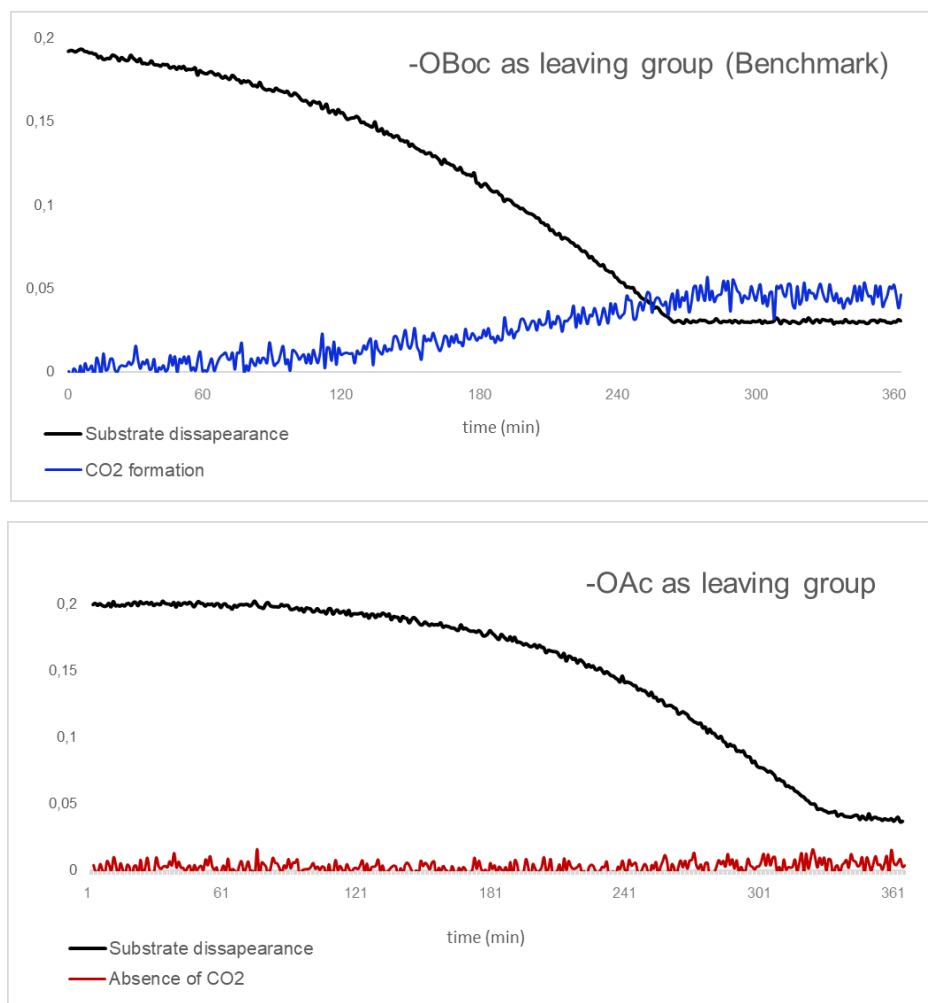 -OBoc as leaving group (Benchmark)
0,2
0,15
0,1
0,05
0
0 60 120 180 240 300 360
time (min)
Substrate dissapearance
CO2 formation
-OAc as leaving group
0,2
0,15
0,1
0,05
0
1 61 121 181 241 301 361
time (min)
Substrate dissapearance
Absence of CO2